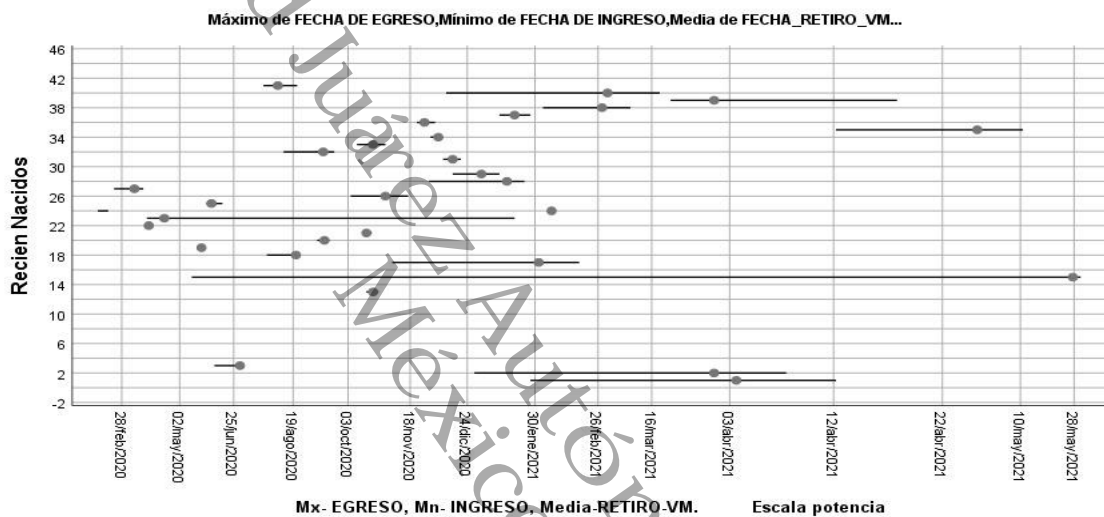 Máximo de FECHA DE EGRESO,Mínimo de FECHA DE INGRESO,Media de FECHA_RETIRO_VM...
Recien Nacidos
46
42
38
34
30
26
22
18
14
6
2
-2
28/feb/2020
02/may/2020
25/jun/2020
19/ago/2020
03/oct/2020
18/nov/2020
24/dic/2020
30/ene/2021
26/feb/2021
16/mar/2021
03/abr/2021
12/abr/2021
22/abr/2021
10/may/2021
28/may/2021
Mx- EGRESO, Mn- INGRESO, Media-RETIRO-VM. Escala potencia
Juárez Autón
México